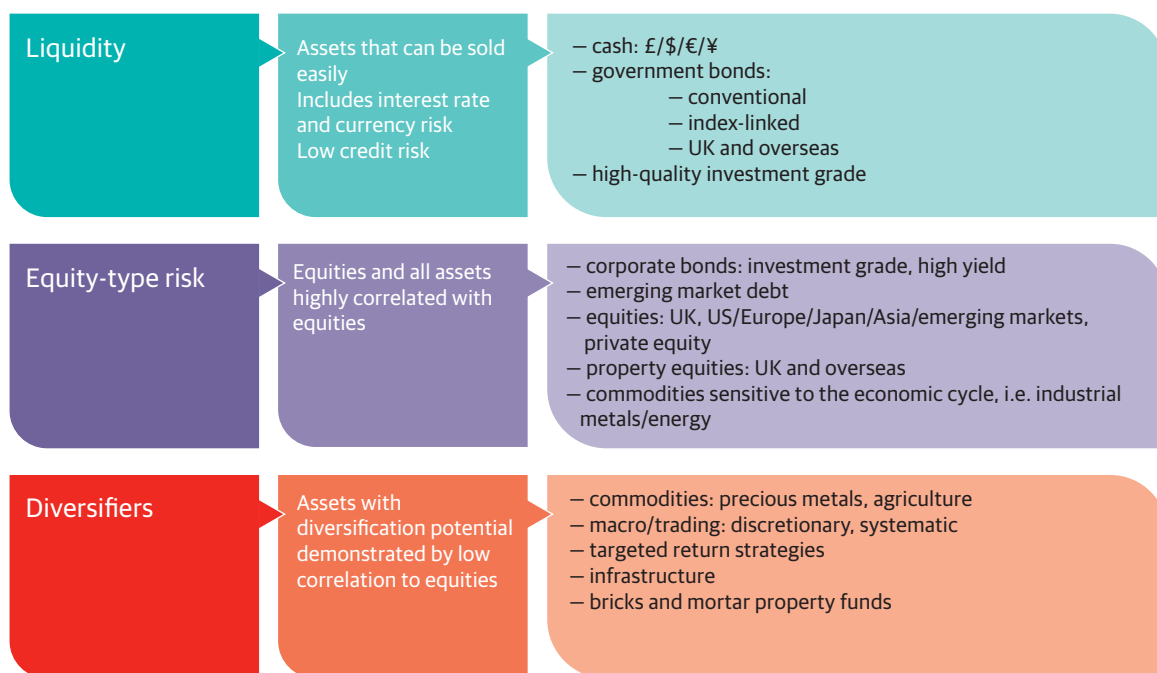 Liquidity
Assets that can be sold
easily
Includes interest rate
and currency risk
Low credit risk
— cash: £/$/€/¥
— government bonds:
— conventional
— index-linked
— UK and overseas
— high-quality investment grade
Equity-type risk
Equities and all assets
highly correlated with
equities
— corporate bonds: investment grade, high yield
— emerging market debt
— equities: UK, US/Europe/Japan/Asia/emerging markets,
private equity
— property equities: UK and overseas
— commodities sensitive to the economic cycle, i.e. industrial
metals/energy
Diversifiers
Assets with
diversification potential
demonstrated by low
correlation to equities
— commodities: precious metals, agriculture
— macro/trading: discretionary, systematic
— targeted return strategies
— infrastructure
— bricks and mortar property funds